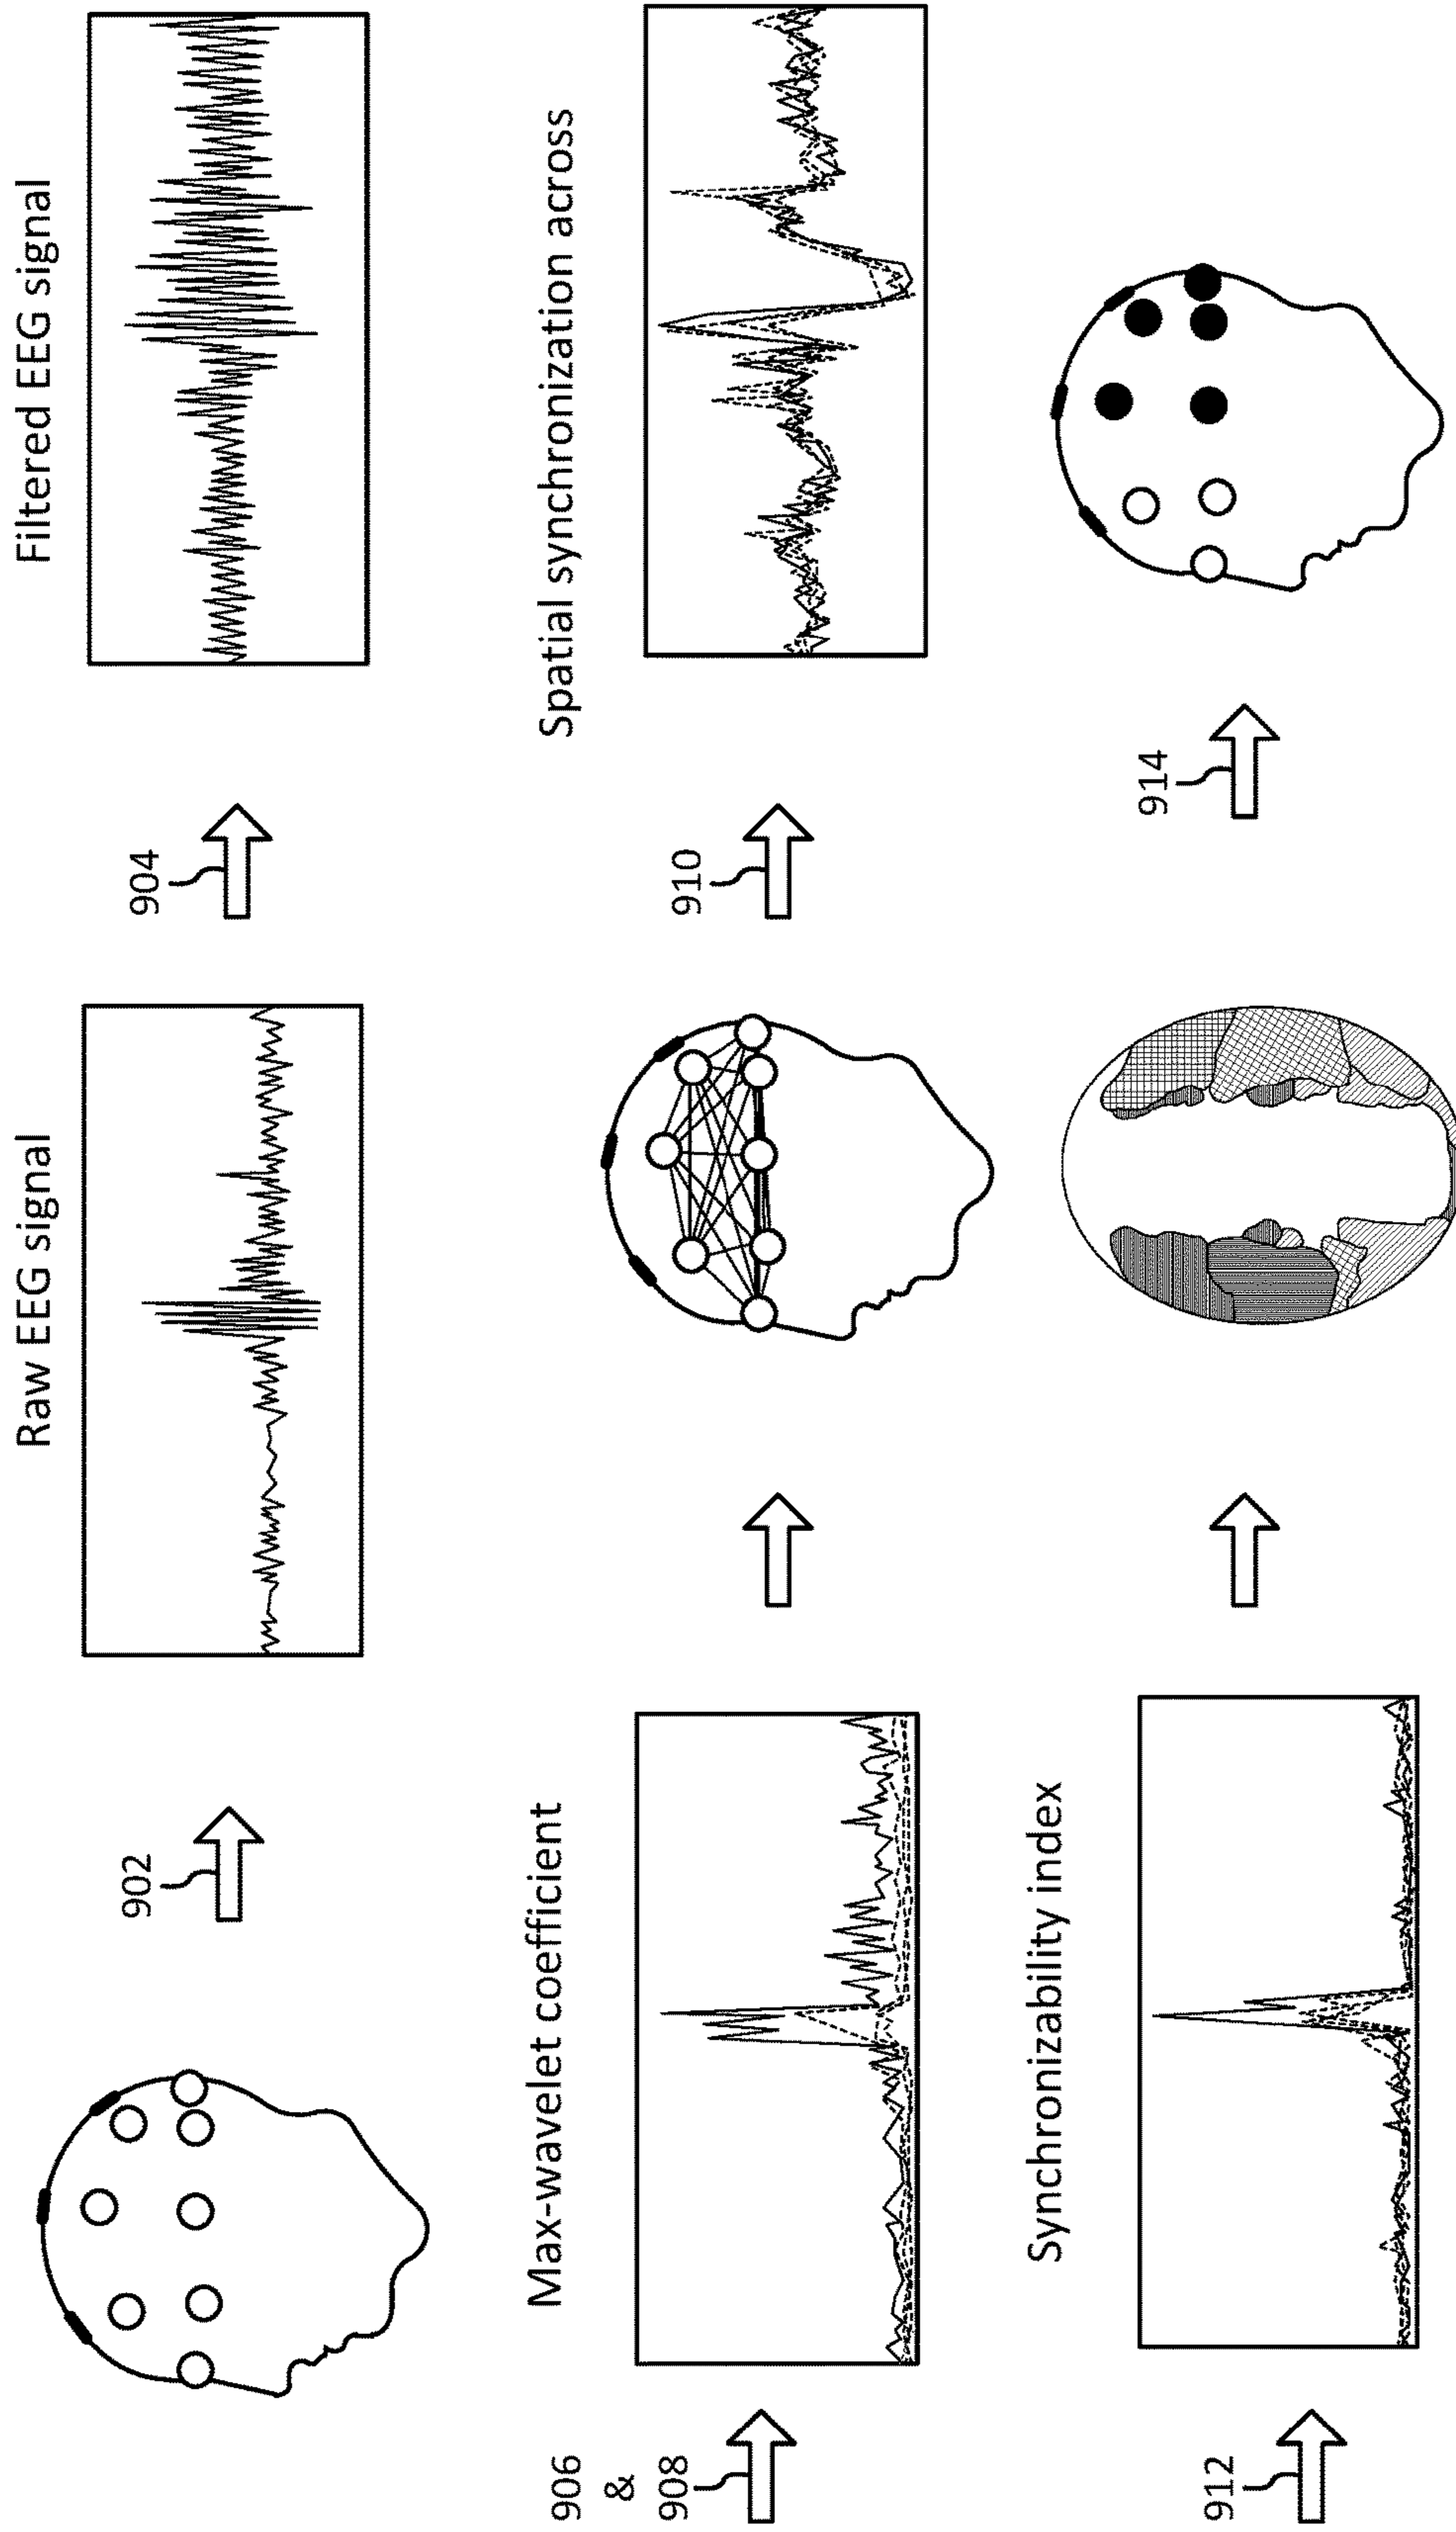 902
Raw EEG signal
904
Filtered EEG signal
906
&
908
Max-wavelet coefficient
910
Spatial synchronization across
912
Synchronizability index
914